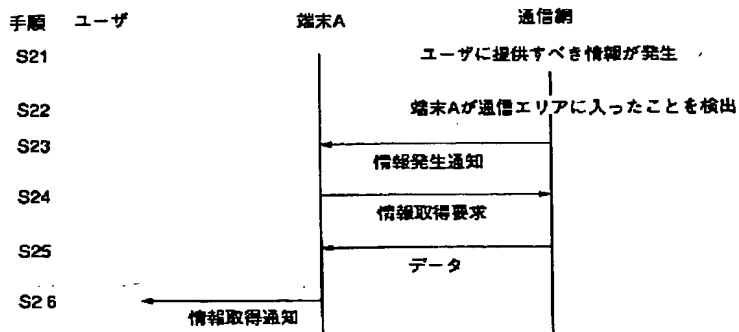 手順 ユーザ 端末A 通信網
S21 ユーザに提供すべき情報が発生
S22 端末Aが通信エリアに入ったことを検出
S23
情報発生通知
S24
情報取得要求
S25
データ
S26
情報取得通知